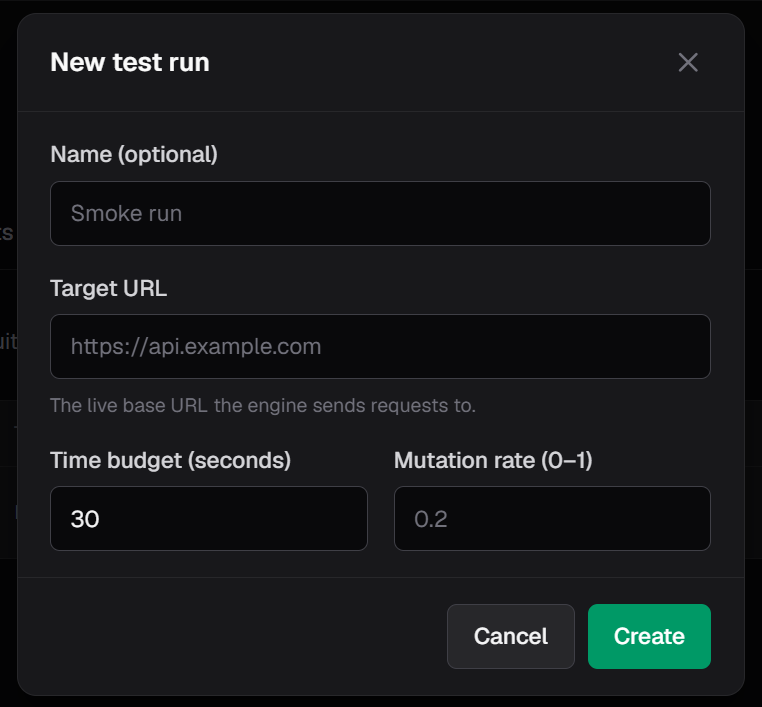 New test run
Name (optional)
Smoke run
Target URL
https://api.example.com
The live base URL the engine sends requests to.
Time budget (seconds)
Mutation rate (0–1)
30
0.2
Cancel
Create